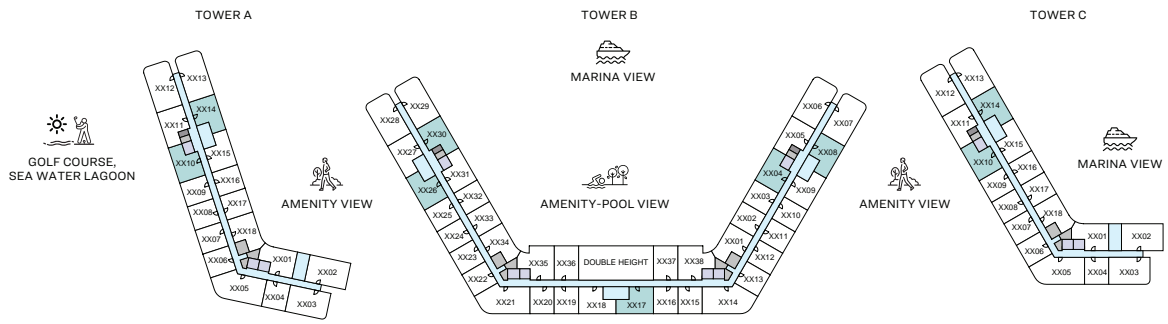 TOWER A
TOWER B
TOWER C
MARINA VIEW
GOLF COURSE,
SEA WATER LAGOON
AMENITY VIEW
AMENITY-POOL VIEW
AMENITY VIEW
MARINA VIEW
XX12
XX13
XX11
XX14
XX10
XX15
XX09
XX16
XX08
XX17
XX07
XX18
XX06
XX01
XX02
XX05
XX04
XX03
XX28
XX29
XX27
XX30
XX26
XX31
XX25
XX32
XX24
XX33
XX23
XX34
XX22
XX35
XX36
DOUBLE HEIGHT
XX37
XX38
XX21
XX20
XX19
XX18
XX17
XX16
XX15
XX14
XX06
XX07
XX05
XX08
XX04
XX09
XX03
XX10
XX02
XX11
XX01
XX12
XX13
XX12
XX13
XX11
XX14
XX10
XX15
XX09
XX16
XX08
XX17
XX07
XX18
XX06
XX01
XX02
XX05
XX04
XX03